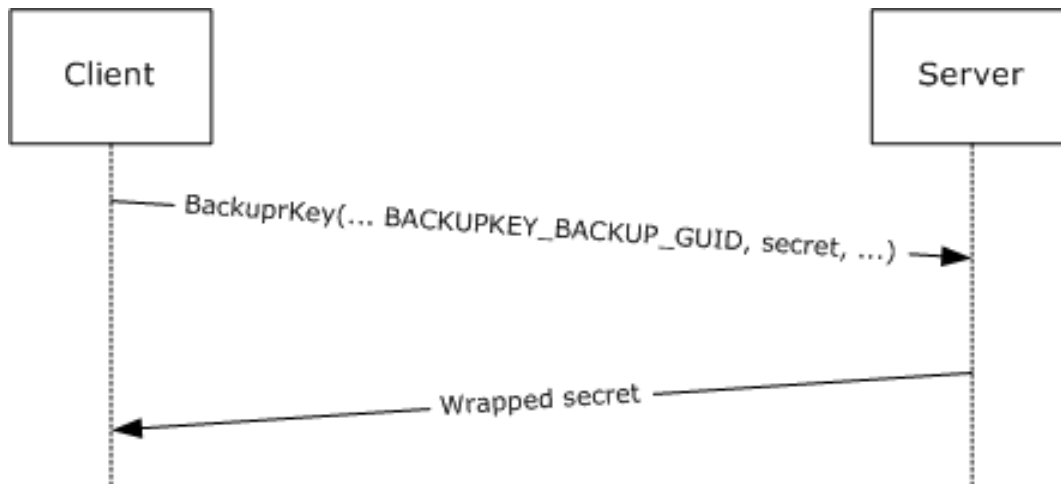 Client
Server
BackuprKey(... BACKUPKEY_BACKUP_GUID, secret, ...)
Wrapped secret